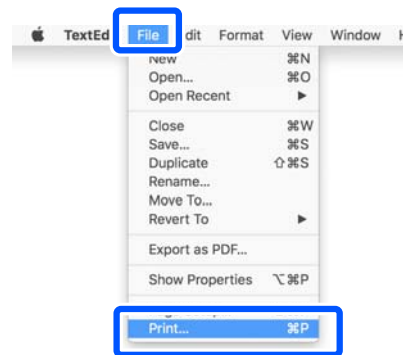 TextEd File dit Format View Window
New ⌘N
Open... ⌘O
Open Recent ▶
Close ⌘W
Save... ⌘S
Duplicate ⇧⌘S
Rename...
Move To...
Revert To ▶
Export as PDF...
Show Properties ⌥⌘P
Print... ⌘P